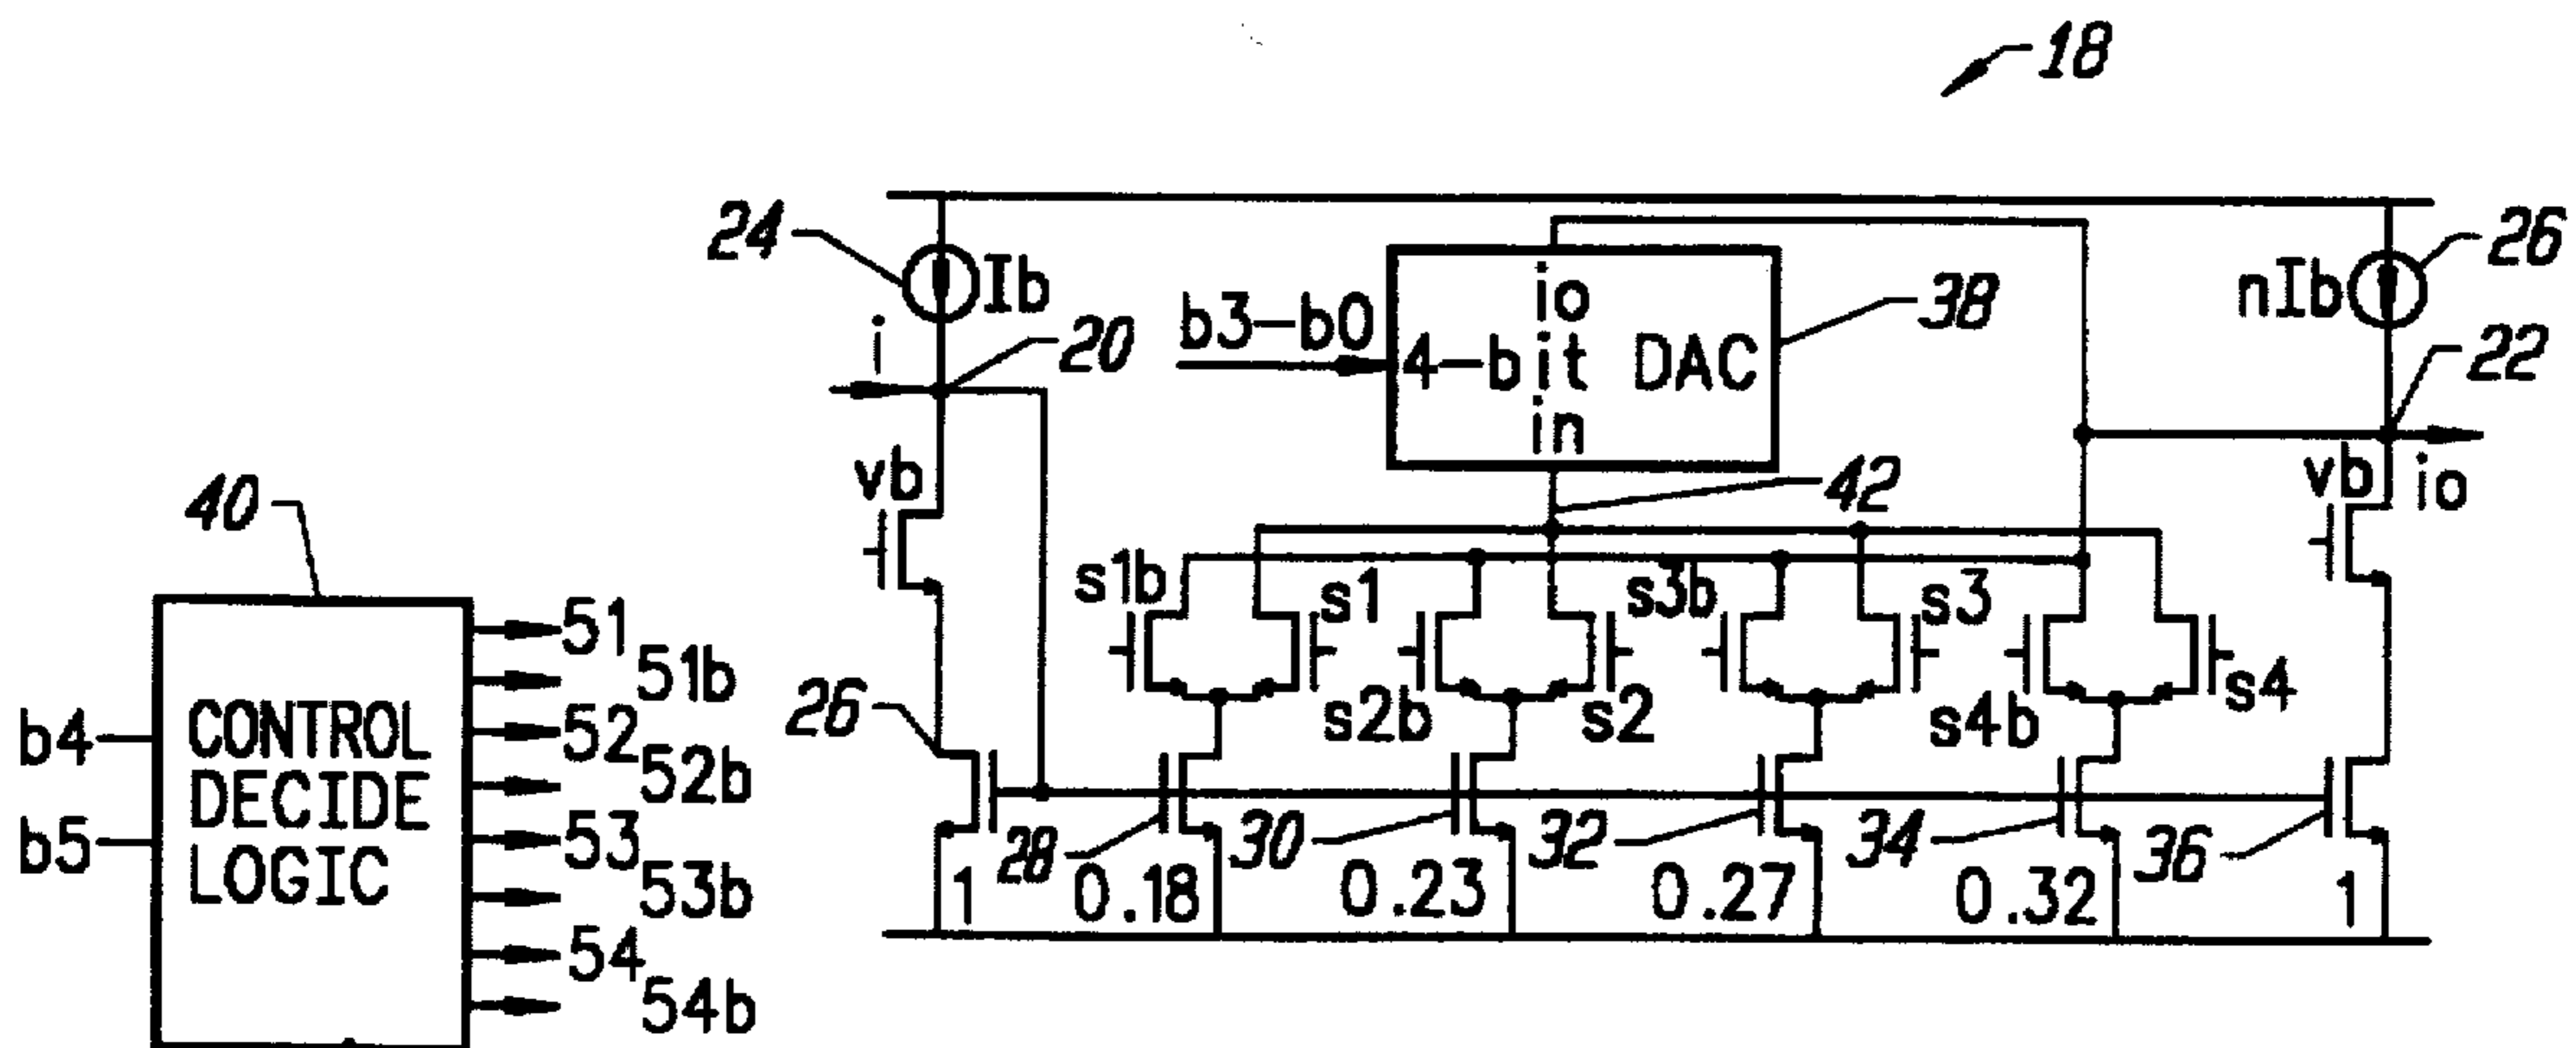 18
24
Ib
i
20
b3-b0
io
4-bit DAC
in
38
nIb
26
22
vb
io
42
vb
40
s1b
s1
s3b
s3
s2b
s2
s4b
s4
b4
b5
CONTROL
DECIDE
LOGIC
51
51b
52
52b
53
53b
54
54b
26
28
30
32
34
36
1
0.18
0.23
0.27
0.32
1